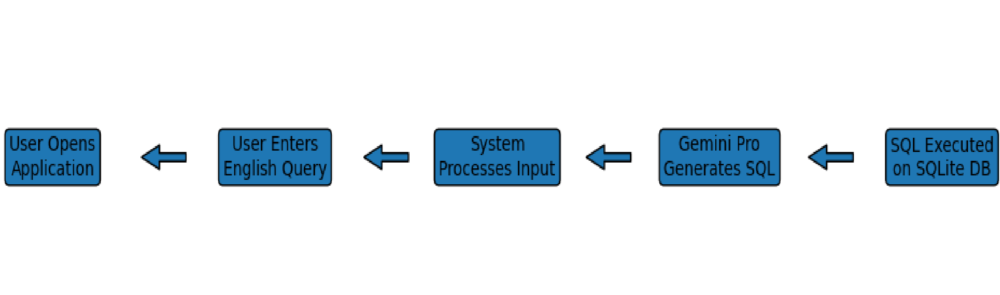 User Opens
Application
User Enters
English Query
System
Processes Input
Gemini Pro
Generates SQL
SQL Executed
on SQLite DB